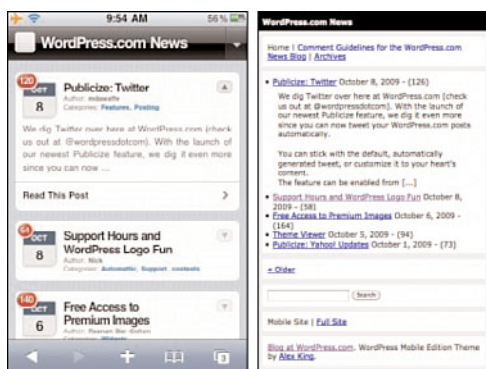 9:54 AM
56%
WordPress.com News
120
OCT
8
Publicize: Twitter
Author: mdawaffe
Categories: Features, Posting
We dig Twitter over here at WordPress.com (check
us out at @wordpressdotcom). With the launch of
our newest Publicize feature, we dig it even more
since you can now ...
Read This Post
64
OCT
8
Support Hours and
WordPress Logo Fun
Author: Nick
Categories: Automattic, Support, contests
140
OCT
6
Free Access to
Premium Images
3
WordPress.com News
Home | Comment Guidelines for the WordPress.com
News Blog | Archives
• Publicize: Twitter October 8, 2009 - (126)
We dig Twitter over here at WordPress.com (check
us out at @wordpressdotcom). With the launch of
our newest Publicize feature, we dig it even more
since you can now tweet your WordPress.com posts
automatically.
You can stick with the default, automatically
generated tweet, or customize it to your heart's
content.
The feature can be enabled from [...]
• Support Hours and WordPress Logo Fun October 8,
2009 - (58)
• Free Access to Premium Images October 6, 2009 -
(164)
• Theme Viewer October 5, 2009 - (94)
• Publicize: Yahoo! Updates October 1, 2009 - (73)
« Older
Search
Mobile Site | Full Site
Blog at WordPress.com. WordPress Mobile Edition Theme
by Alex King.